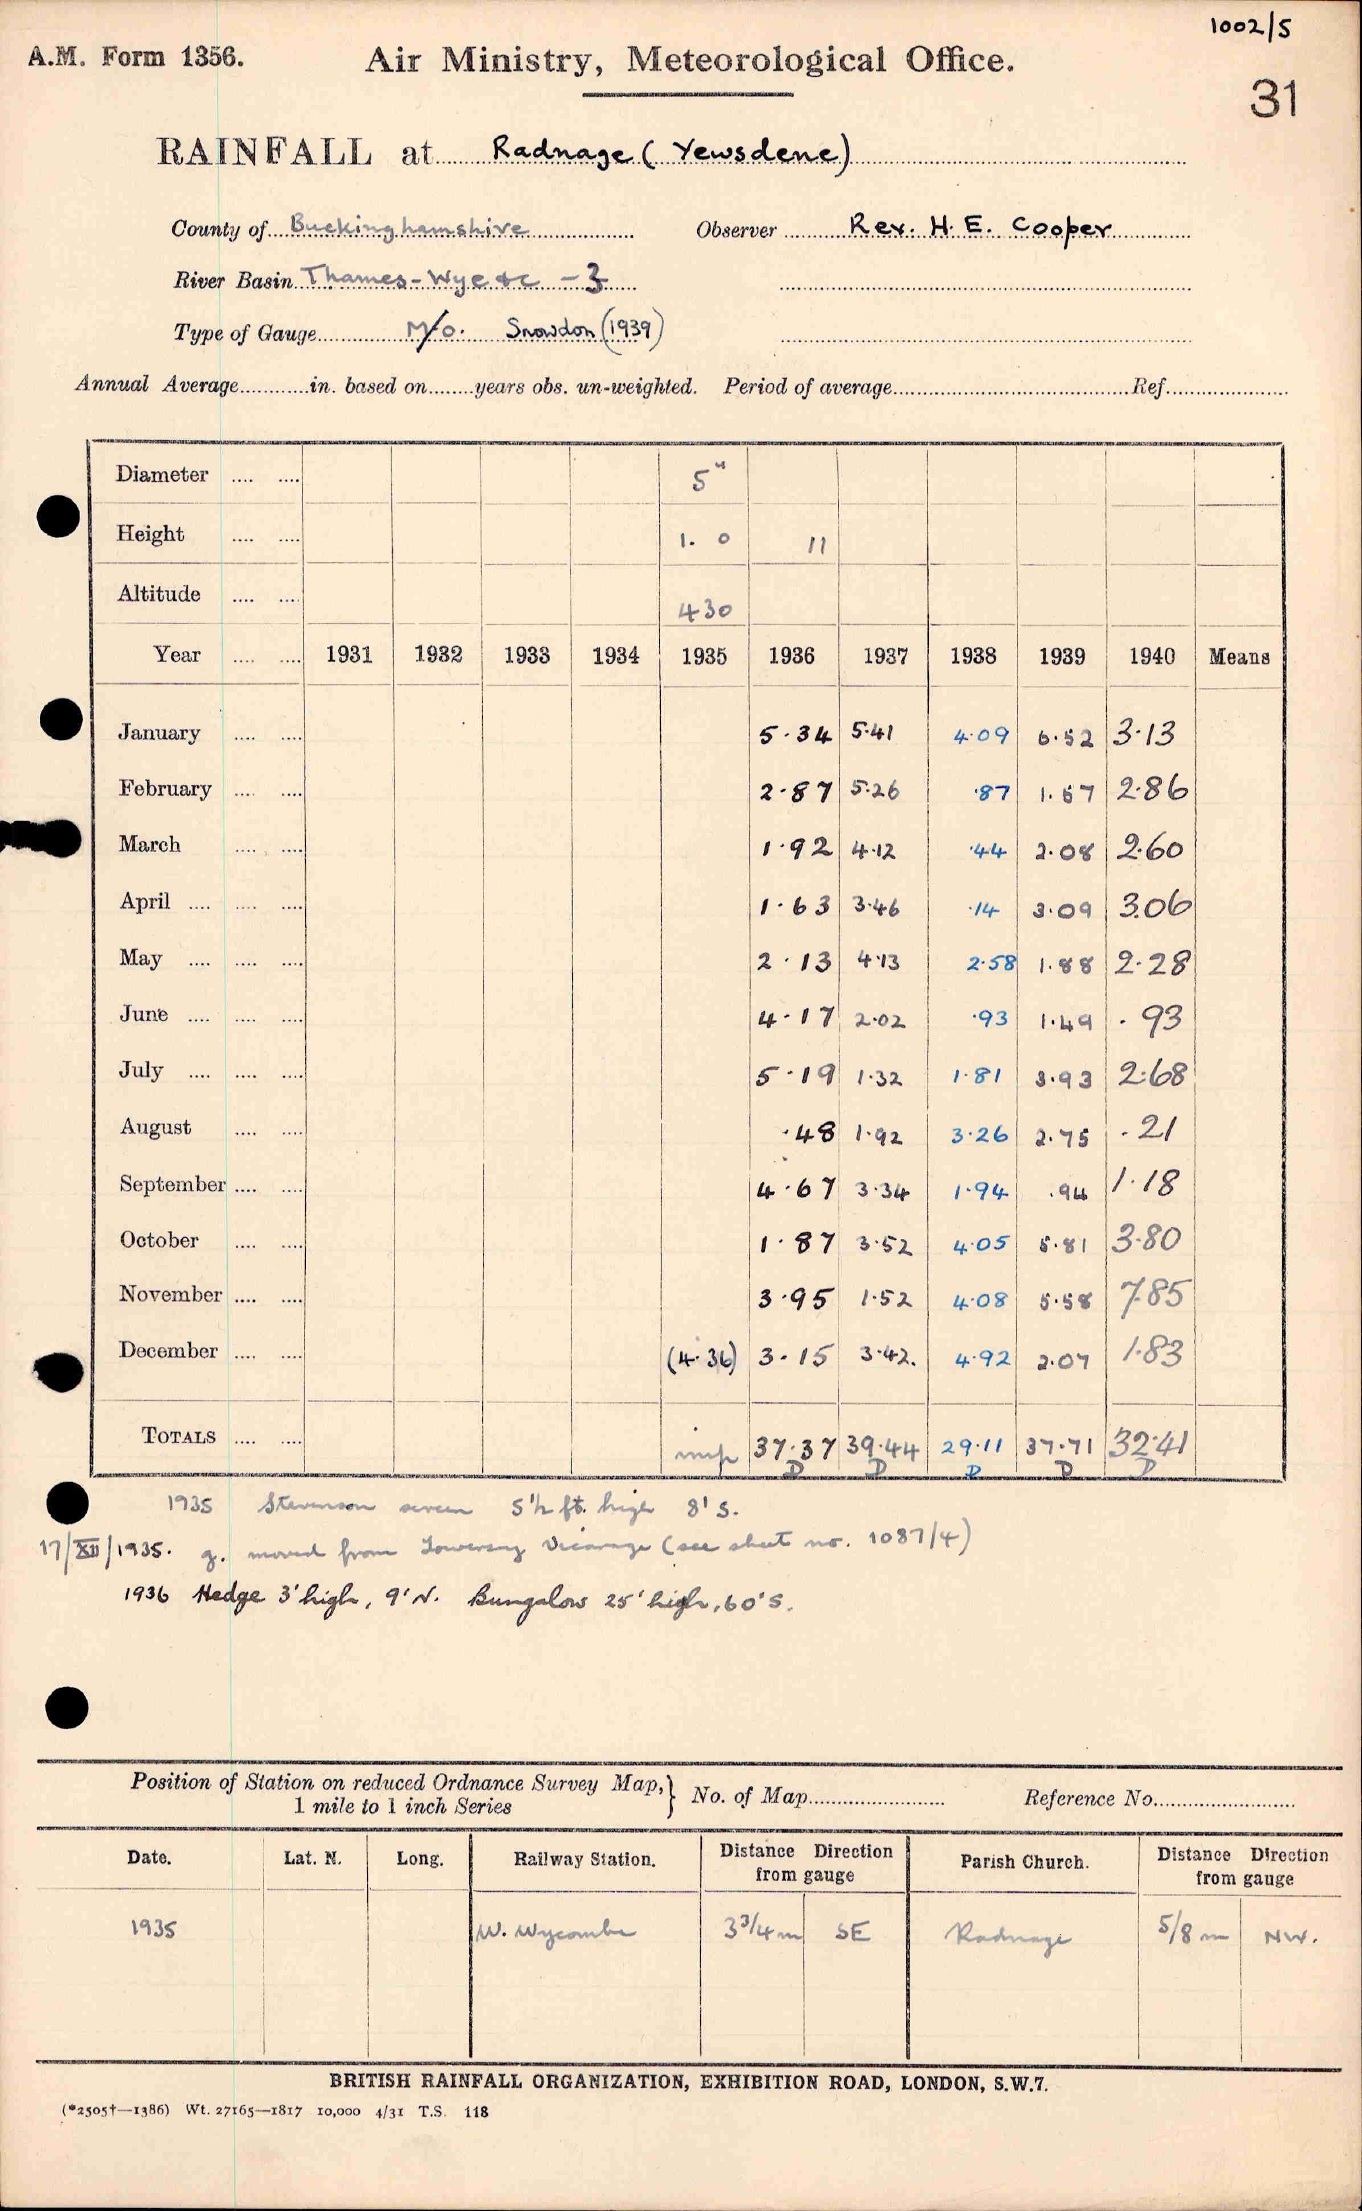 1002/5
A.M. Form 1356. Air Ministry, Meteorological Office.
31
RAINFALL at Radnage (Yewsdene)
County of Buckinghamshire Observer Rev. H. E. Cooper
River Basin Thames-Wye &c -3
Type of Gauge M/O. Snowdon (1939)
Annual Average in. based on years obs. un-weighted. Period of average Ref.
Diameter 5"
Height 1. 0 11
Altitude 430
Year 1931 1932 1933 1934 1935 1936 1937 1938 1939 1940 Means
January 5.34 5.41 4.09 6.52 3.13
February 2.87 5.26 .87 1.57 2.86
March 1.92 4.12 .44 2.08 2.60
April 1.63 3.46 .14 3.09 3.06
May 2.13 4.13 2.58 1.88 2.28
June 4.17 2.02 .93 1.49 .93
July 5.19 1.32 1.81 3.93 2.68
August .48 1.92 3.26 2.75 .21
September 4.67 3.34 1.94 .94 1.18
October 1.87 3.52 4.05 5.81 3.80
November 3.95 1.52 4.08 5.58 7.85
December (4.36) 3.15 3.42. 4.92 2.07 1.83
TOTALS imp 37.37 39.44 29.11 37.71 32.41
D D D D D
1935 Stevenson screen 5½ ft. high 8' S.
17/XII/1935. g. moved from Towersey Vicarage (see sheet no. 1087/4)
1936 Hedge 3' high, 9' N. Bungalow 25' high, 60' S.
Position of Station on reduced Ordnance Survey Map, } No. of Map Reference No.
1 mile to 1 inch Series
Date. Lat. N. Long. Railway Station. Distance Direction from gauge Parish Church. Distance Direction from gauge
1935 W. Wycombe 3¾ m SE Radnage 5/8 m NW.
BRITISH RAINFALL ORGANIZATION, EXHIBITION ROAD, LONDON, S.W.7.
(*2505†—1386) Wt. 27165—1817 10,000 4/31 T.S. 118